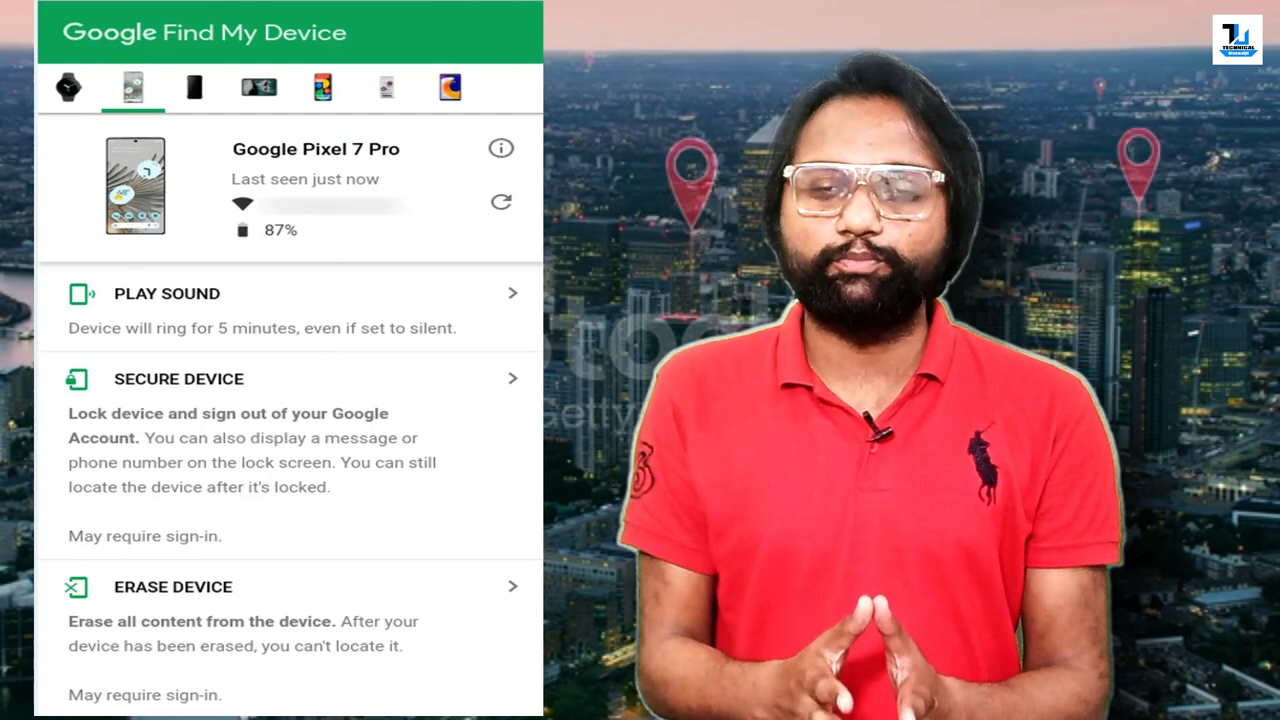 Google Find My Device
Google Pixel 7 Pro
Last seen just now
87%
PLAY SOUND
Device will ring for 5 minutes, even if set to silent.
SECURE DEVICE
Lock device and sign out of your Google
Account. You can also display a message or
phone number on the lock screen. You can still
locate the device after it's locked.
May require sign-in.
ERASE DEVICE
Erase all content from the device. After your
device has been erased, you can't locate it.
May require sign-in.
TECHNICAL
3